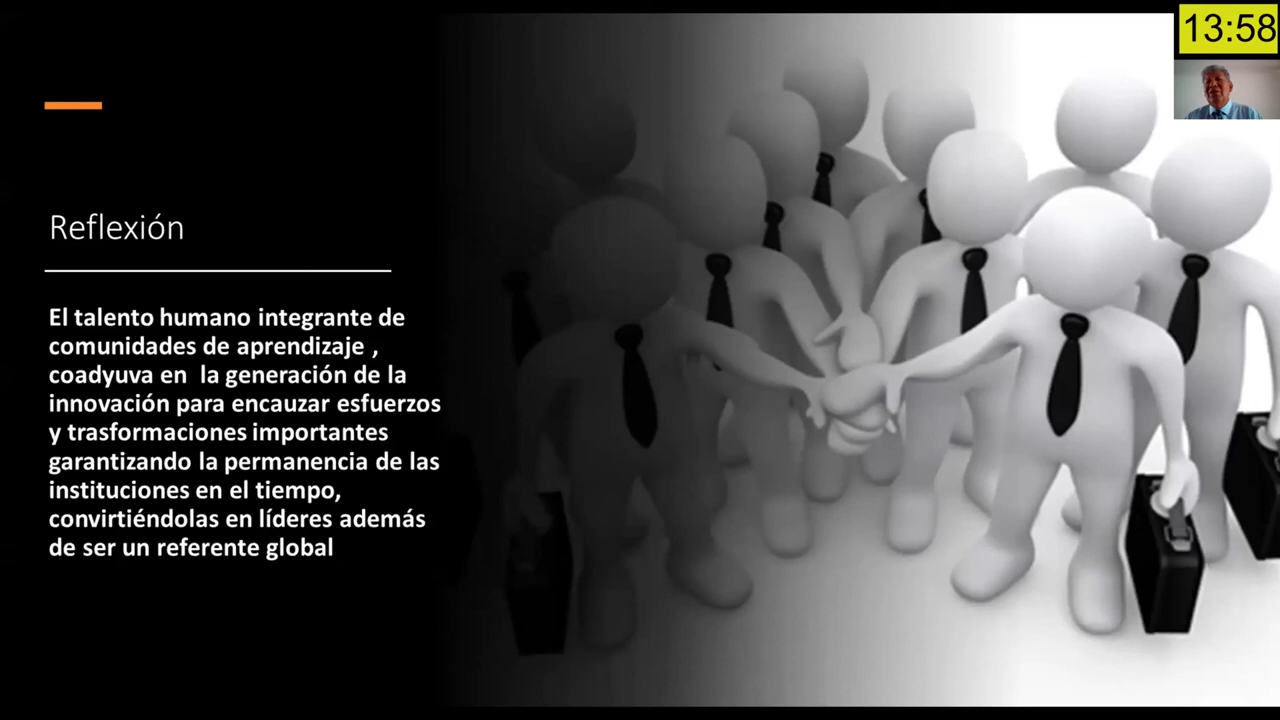 13:58
Reflexión
El talento humano integrante de
comunidades de aprendizaje ,
coadyuva en  la generación de la
innovación para encauzar esfuerzos
y trasformaciones importantes
garantizando la permanencia de las
instituciones en el tiempo,
convirtiéndolas en líderes además
de ser un referente global